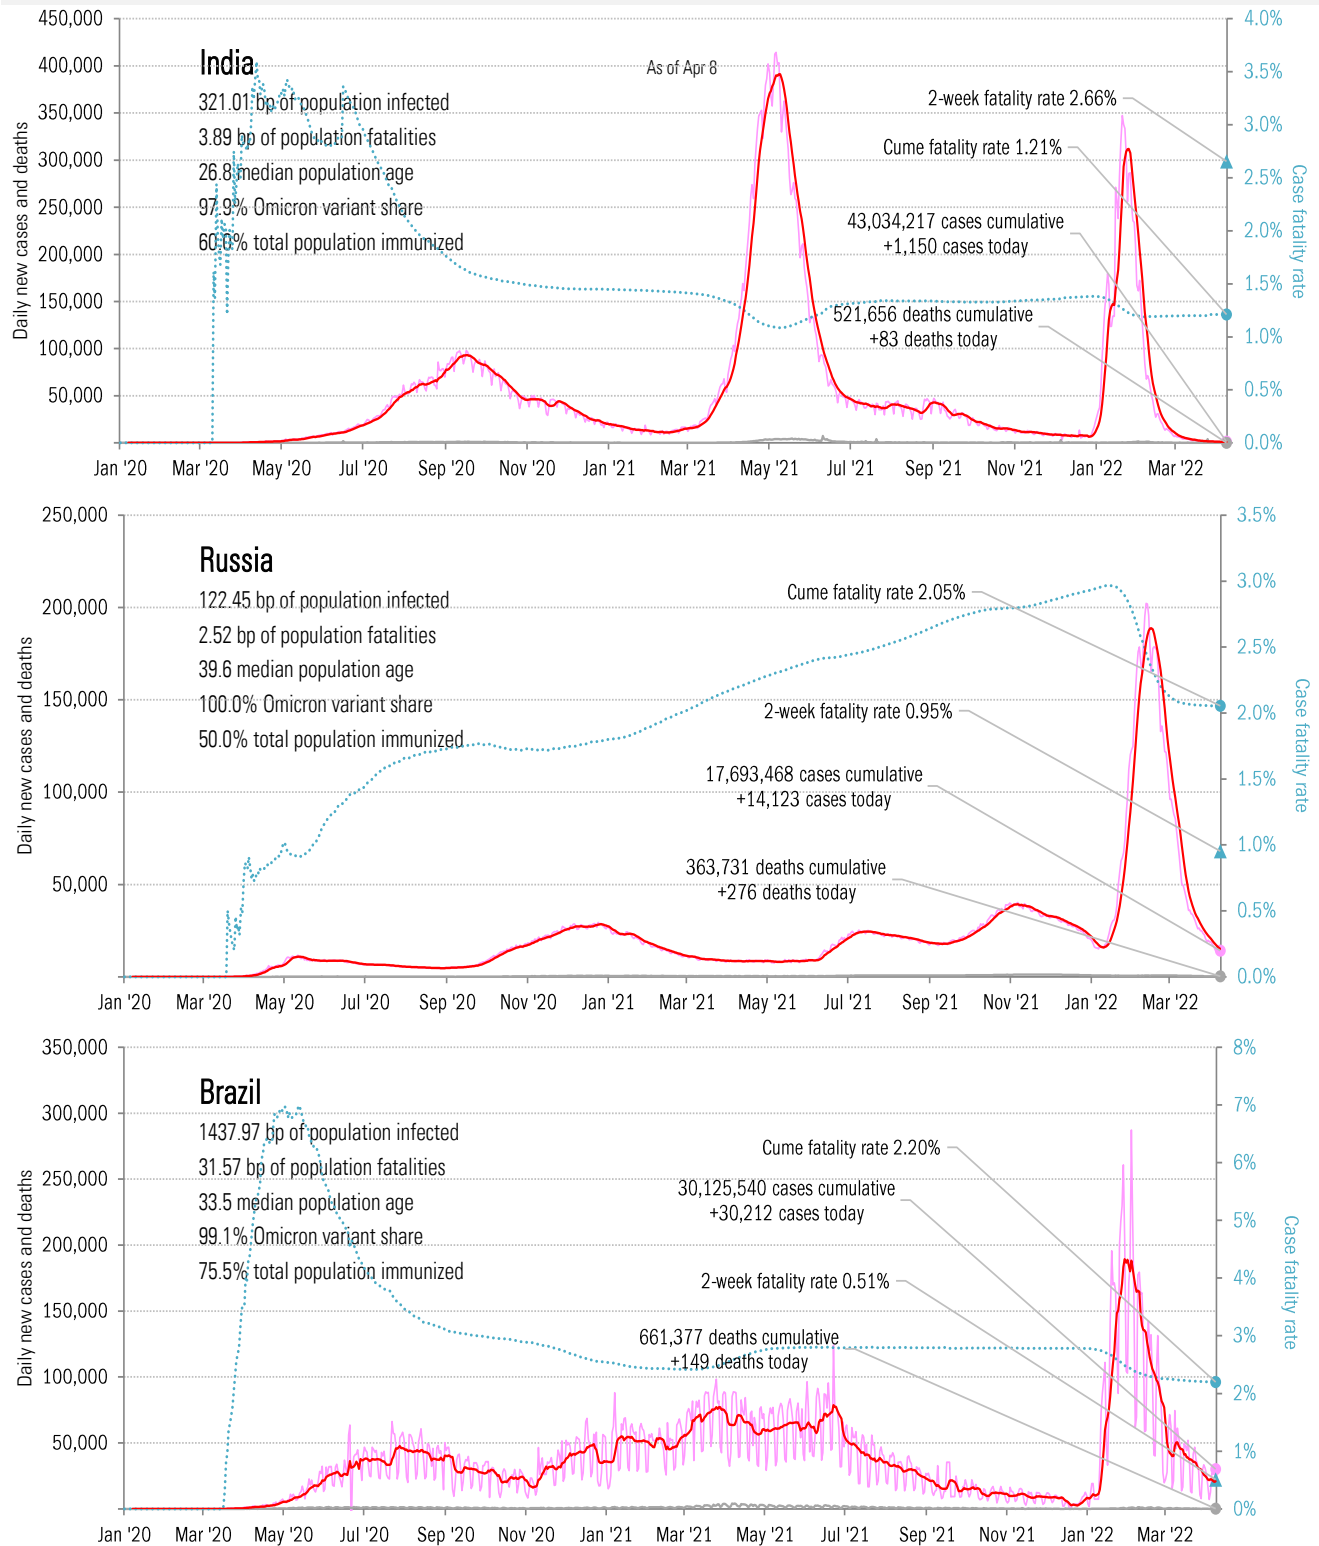 450,000
400,000
350,000
300,000
250,000
200,000
150,000
100,000
50,000
Daily new cases and deaths
India
321.01 bp of population infected
3.89 bp of population fatalities
26.8 median population age
97.9% Omicron variant share
60.0% total population immunized
As of Apr 8
2-week fatality rate 2.66%
Cume fatality rate 1.21%
43,034,217 cases cumulative
+1,150 cases today
521,656 deaths cumulative
+83 deaths today
4.0%
3.5%
3.0%
2.5%
2.0%
1.5%
1.0%
0.5%
0.0%
Case fatality rate
Jan '20 Mar '20 May '20 Jul '20 Sep '20 Nov '20 Jan '21 Mar '21 May '21 Jul '21 Sep '21 Nov '21 Jan '22 Mar '22
250,000
200,000
150,000
100,000
50,000
Daily new cases and deaths
Russia
122.45 bp of population infected
2.52 bp of population fatalities
39.6 median population age
100.0% Omicron variant share
50.0% total population immunized
Cume fatality rate 2.05%
2-week fatality rate 0.95%
17,693,468 cases cumulative
+14,123 cases today
363,731 deaths cumulative
+276 deaths today
3.5%
3.0%
2.5%
2.0%
1.5%
1.0%
0.5%
0.0%
Case fatality rate
Jan '20 Mar '20 May '20 Jul '20 Sep '20 Nov '20 Jan '21 Mar '21 May '21 Jul '21 Sep '21 Nov '21 Jan '22 Mar '22
350,000
300,000
250,000
200,000
150,000
100,000
50,000
Daily new cases and deaths
Brazil
1437.97 bp of population infected
31.57 bp of population fatalities
33.5 median population age
99.1% Omicron variant share
75.5% total population immunized
Cume fatality rate 2.20%
30,125,540 cases cumulative
+30,212 cases today
2-week fatality rate 0.51%
661,377 deaths cumulative
+149 deaths today
8%
7%
6%
5%
4%
3%
2%
1%
0%
Case fatality rate
Jan '20 Mar '20 May '20 Jul '20 Sep '20 Nov '20 Jan '21 Mar '21 May '21 Jul '21 Sep '21 Nov '21 Jan '22 Mar '22